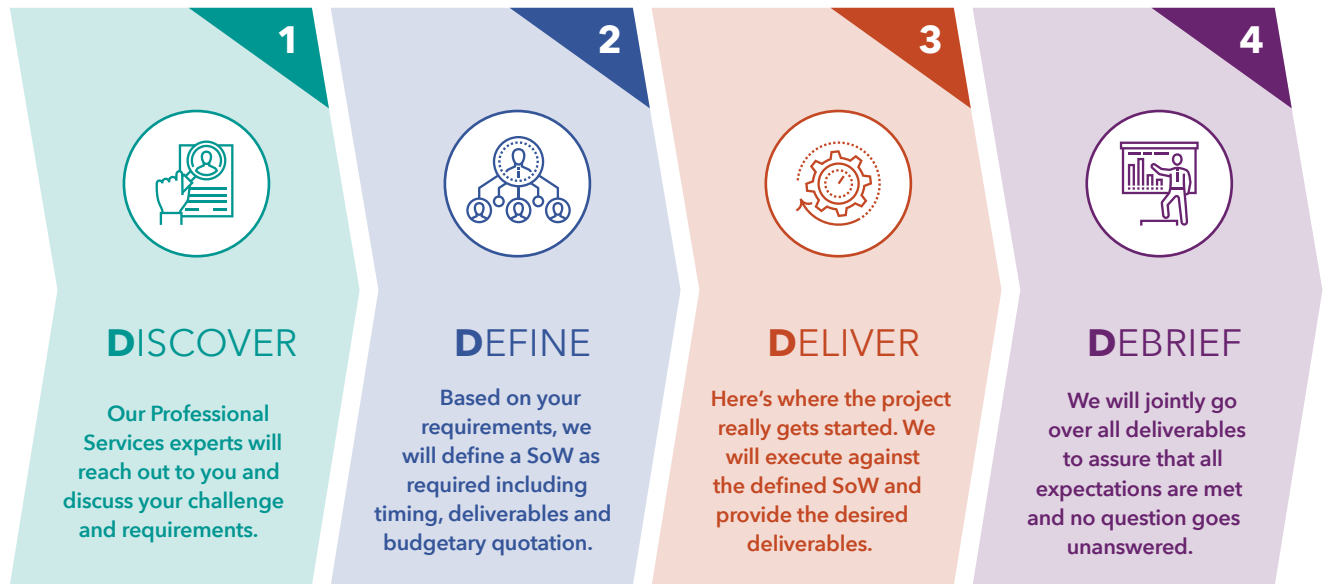 1
DISCOVER
Our Professional
Services experts will
reach out to you and
discuss your challenge
and requirements.
2
DEFINE
Based on your
requirements, we
will define a SoW as
required including
timing, deliverables and
budgetary quotation.
3
DELIVER
Here’s where the project
really gets started. We
will execute against
the defined SoW and
provide the desired
deliverables.
4
DEBRIEF
We will jointly go
over all deliverables
to assure that all
expectations are met
and no question goes
unanswered.